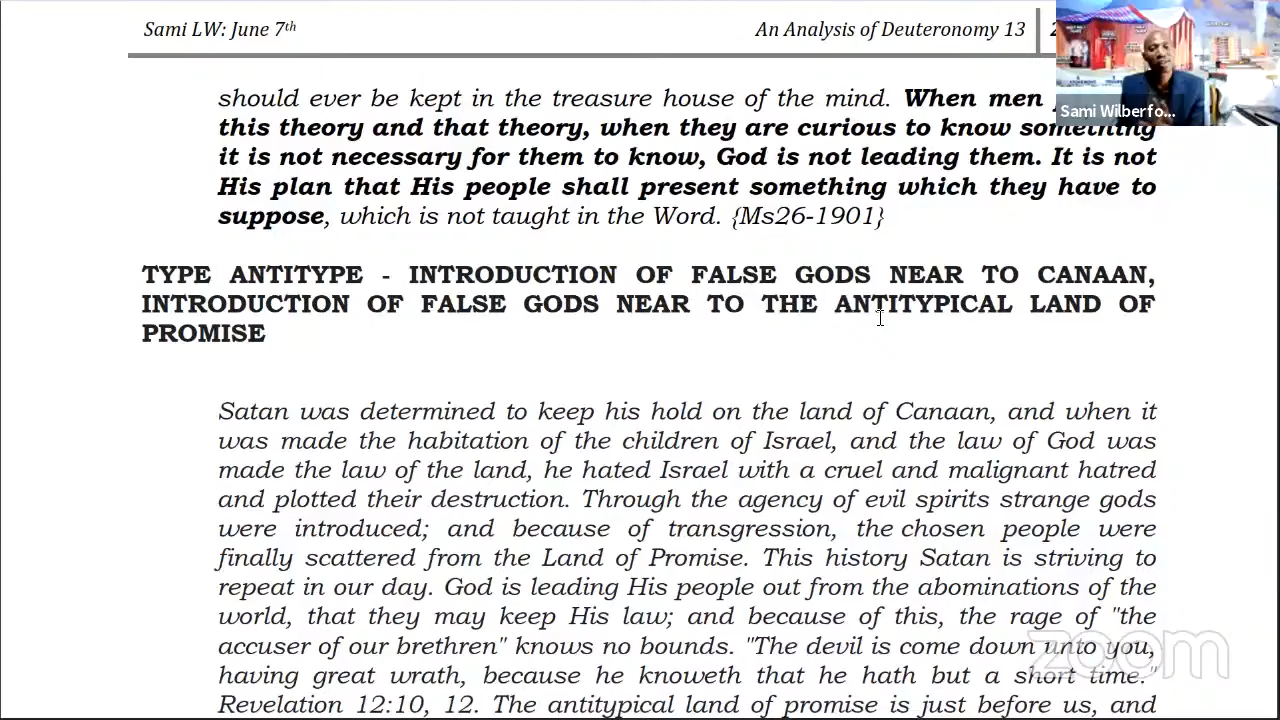 Sami LW: June 7th
An Analysis of Deuteronomy 13
2
Sami Wilberfo...
should ever be kept in the treasure house of the mind. When men
this theory and that theory, when they are curious to know something
it is not necessary for them to know, God is not leading them. It is not
His plan that His people shall present something which they have to
suppose, which is not taught in the Word. {Ms26-1901}
TYPE ANTITYPE - INTRODUCTION OF FALSE GODS NEAR TO CANAAN,
INTRODUCTION OF FALSE GODS NEAR TO THE ANTITYPICAL LAND OF
PROMISE
Satan was determined to keep his hold on the land of Canaan, and when it
was made the habitation of the children of Israel, and the law of God was
made the law of the land, he hated Israel with a cruel and malignant hatred
and plotted their destruction. Through the agency of evil spirits strange gods
were introduced; and because of transgression, the chosen people were
finally scattered from the Land of Promise. This history Satan is striving to
repeat in our day. God is leading His people out from the abominations of the
world, that they may keep His law; and because of this, the rage of "the
accuser of our brethren" knows no bounds. "The devil is come down unto you,
having great wrath, because he knoweth that he hath but a short time."
Revelation 12:10, 12. The antitypical land of promise is just before us, and
zoom